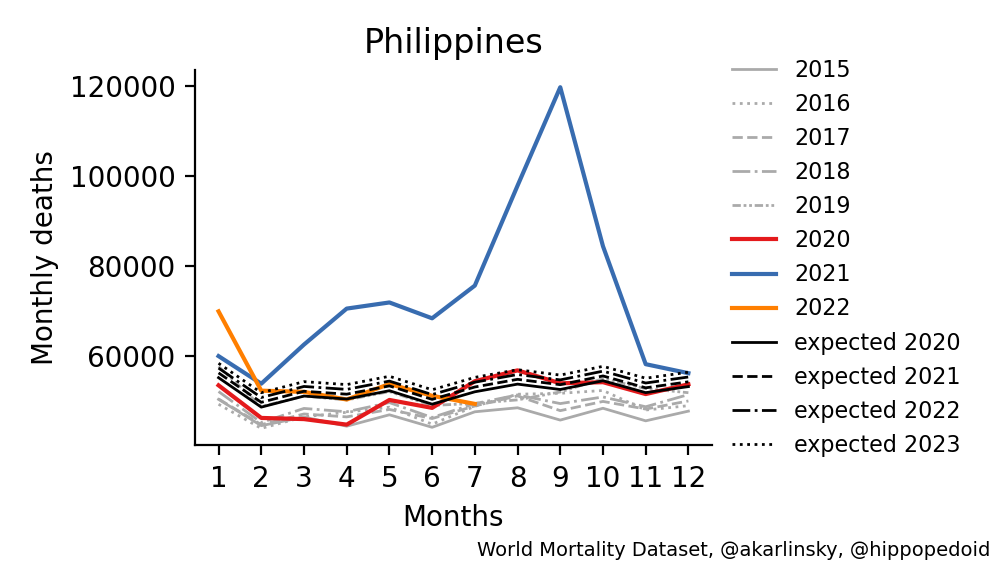 Philippines
Monthly deaths
120000
100000
80000
60000
1 2 3 4 5 6 7 8 9 10 11 12
Months
2015
2016
2017
2018
2019
2020
2021
2022
expected 2020
expected 2021
expected 2022
expected 2023
World Mortality Dataset, @akarlinsky, @hippopedoid